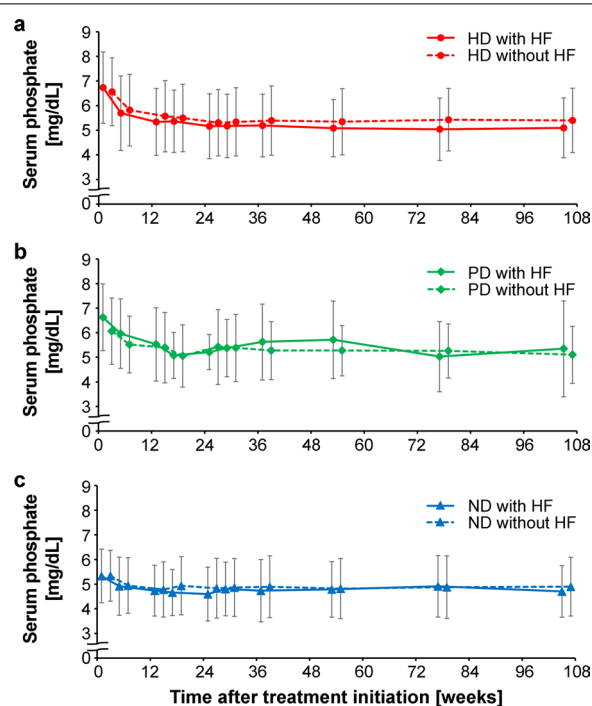 a
Serum phosphate
[mg/dL]
9
8
7
6
5
4
3
0
HD with HF
HD without HF
0 12 24 36 48 60 72 84 96 108
b
Serum phosphate
[mg/dL]
9
8
7
6
5
4
3
0
PD with HF
PD without HF
0 12 24 36 48 60 72 84 96 108
c
Serum phosphate
[mg/dL]
9
8
7
6
5
4
3
0
ND with HF
ND without HF
0 12 24 36 48 60 72 84 96 108
Time after treatment initiation [weeks]